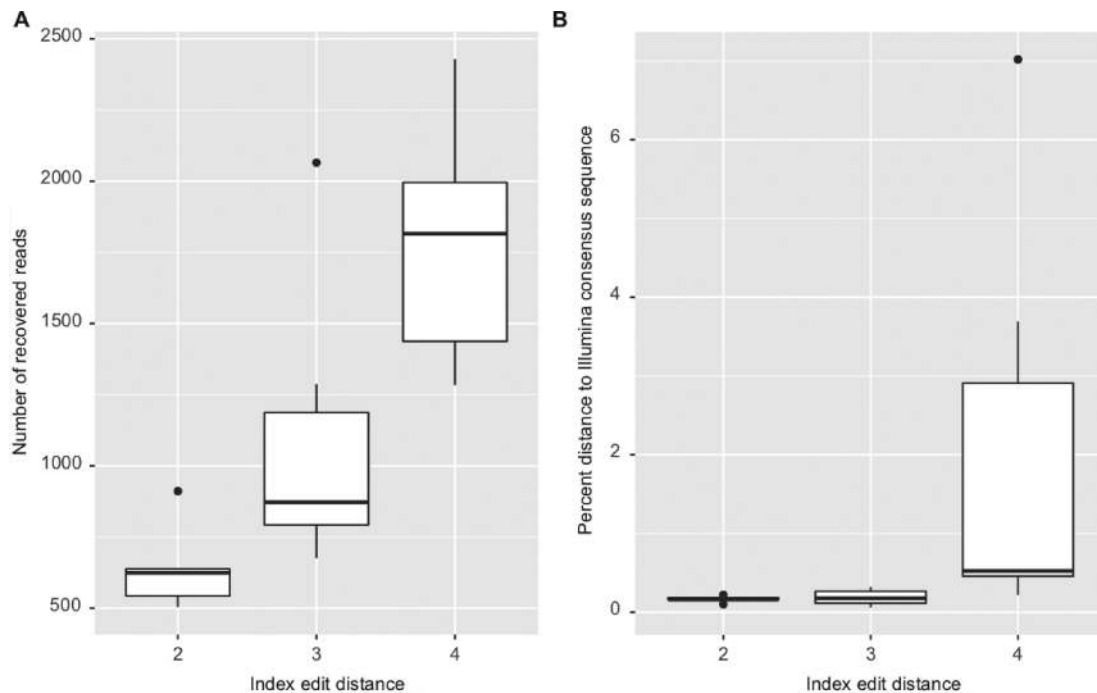 A
Number of recovered reads
2500
2000
1500
1000
500
2 3 4
Index edit distance
B
Percent distance to Illumina consensus sequence
6
4
2
0
2 3 4
Index edit distance